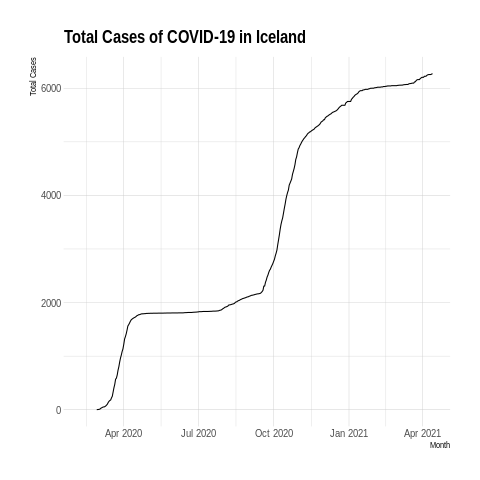 Total Cases of COVID-19 in Iceland
Total Cases
6000
4000
2000
0
Apr 2020 Jul 2020 Oct 2020 Jan 2021 Apr 2021
Month